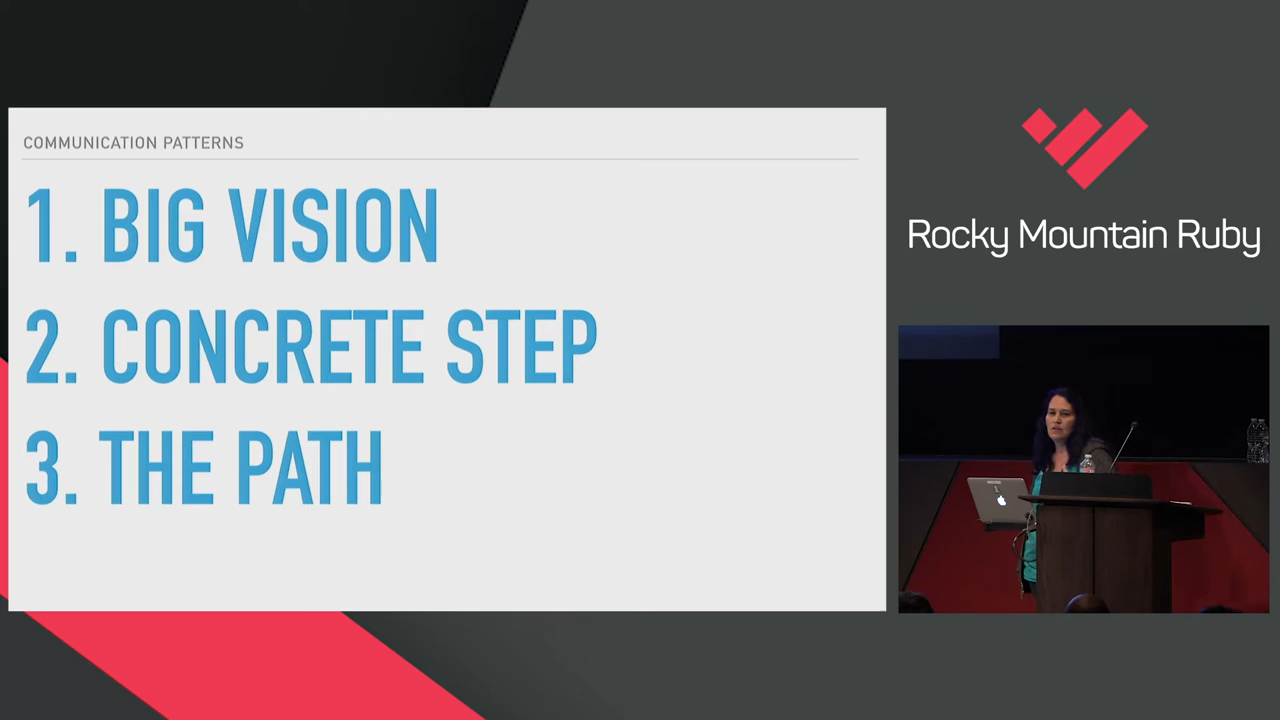 COMMUNICATION PATTERNS
1. BIG VISION
2. CONCRETE STEP
3. THE PATH
Rocky Mountain Ruby